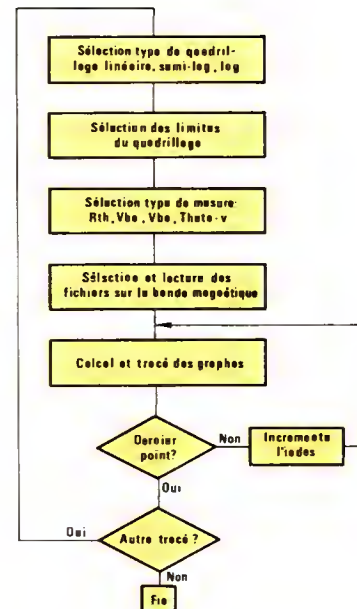 Sélection type de quadril-
lage linéaire, semi-log, log
Sélection des limites
du quadrillage
Sélection type de mesure:
Rth, Vbe, Vbe, Theta-v
Sélection et lecture des
fichiers sur la bande magnétique
Calcul et tracé des graphes
Dernier
point?
Non
Incremente
l'index
Oui
Oui
Autre tracé ?
Non
Fin